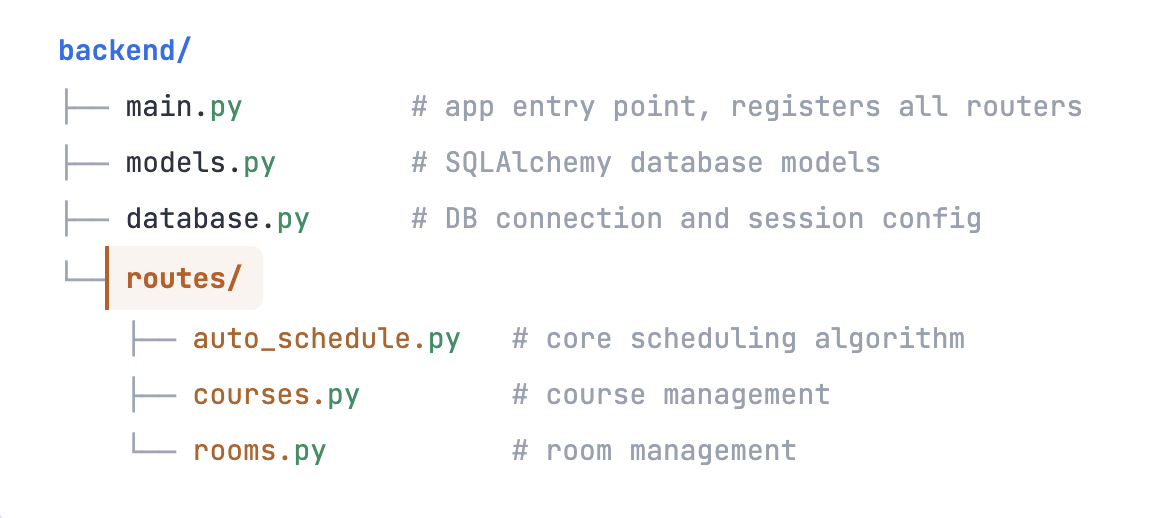 backend/
├── main.py          # app entry point, registers all routers
├── models.py        # SQLAlchemy database models
├── database.py      # DB connection and session config
└── routes/
    ├── auto_schedule.py   # core scheduling algorithm
    ├── courses.py         # course management
    └── rooms.py           # room management